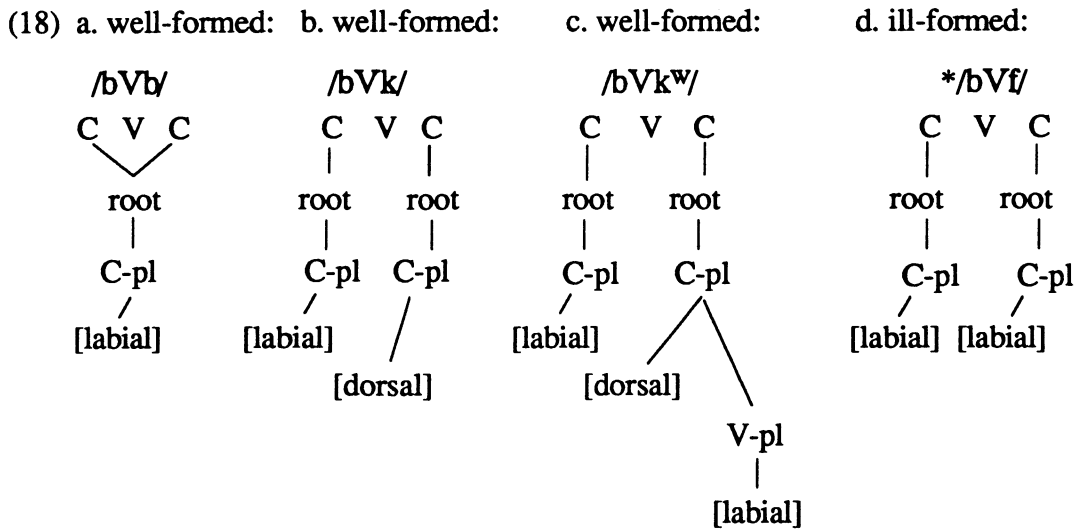 (18) a. well-formed: b. well-formed: c. well-formed: d. ill-formed:
/bVb/ /bVk/ /bVkʷ/ */bVf/
C V C C V C C V C C V C
root root root root root root root
C-pl C-pl C-pl C-pl C-pl C-pl C-pl
[labial] [labial] [labial] [labial] [labial]
[dorsal] [dorsal]
V-pl
[labial]